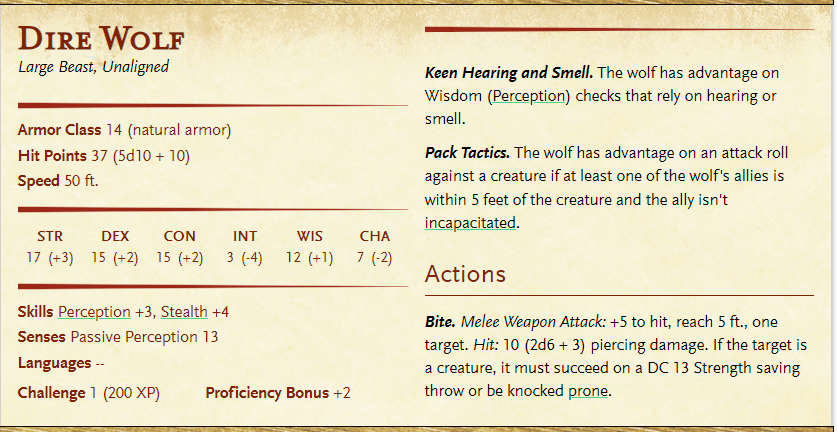 Dire Wolf
Large Beast, Unaligned
Armor Class 14 (natural armor)
Hit Points 37 (5d10 + 10)
Speed 50 ft.
STR DEX CON INT WIS CHA
17 (+3) 15 (+2) 15 (+2) 3 (-4) 12 (+1) 7 (-2)
Skills Perception +3, Stealth +4
Senses Passive Perception 13
Languages --
Challenge 1 (200 XP) Proficiency Bonus +2
Keen Hearing and Smell. The wolf has advantage on
Wisdom (Perception) checks that rely on hearing or
smell.
Pack Tactics. The wolf has advantage on an attack roll
against a creature if at least one of the wolf's allies is
within 5 feet of the creature and the ally isn't
incapacitated.
Actions
Bite. Melee Weapon Attack: +5 to hit, reach 5 ft., one
target. Hit: 10 (2d6 + 3) piercing damage. If the target is
a creature, it must succeed on a DC 13 Strength saving
throw or be knocked prone.